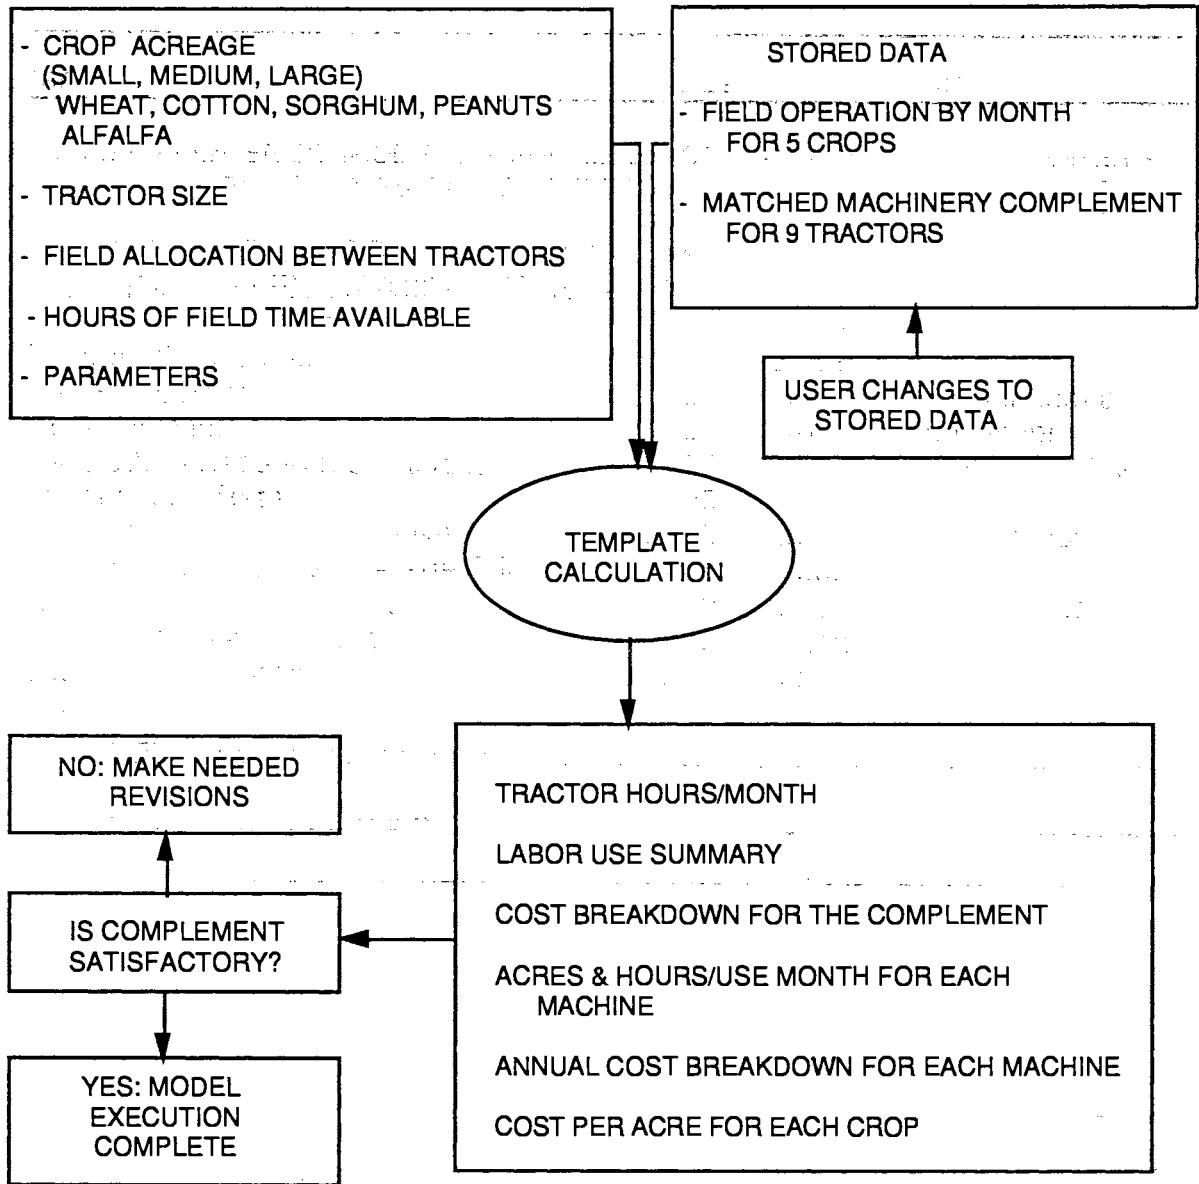 - CROP ACREAGE
(SMALL, MEDIUM, LARGE)
WHEAT, COTTON, SORGHUM, PEANUTS
ALFALFA
- TRACTOR SIZE
- FIELD ALLOCATION BETWEEN TRACTORS
- HOURS OF FIELD TIME AVAILABLE
- PARAMETERS
STORED DATA
- FIELD OPERATION BY MONTH
FOR 5 CROPS
- MATCHED MACHINERY COMPLEMENT
FOR 9 TRACTORS
USER CHANGES TO
STORED DATA
TEMPLATE
CALCULATION
TRACTOR HOURS/MONTH
LABOR USE SUMMARY
COST BREAKDOWN FOR THE COMPLEMENT
ACRES & HOURS/USE MONTH FOR EACH
MACHINE
ANNUAL COST BREAKDOWN FOR EACH MACHINE
COST PER ACRE FOR EACH CROP
NO: MAKE NEEDED
REVISIONS
IS COMPLEMENT
SATISFACTORY?
YES: MODEL
EXECUTION
COMPLETE